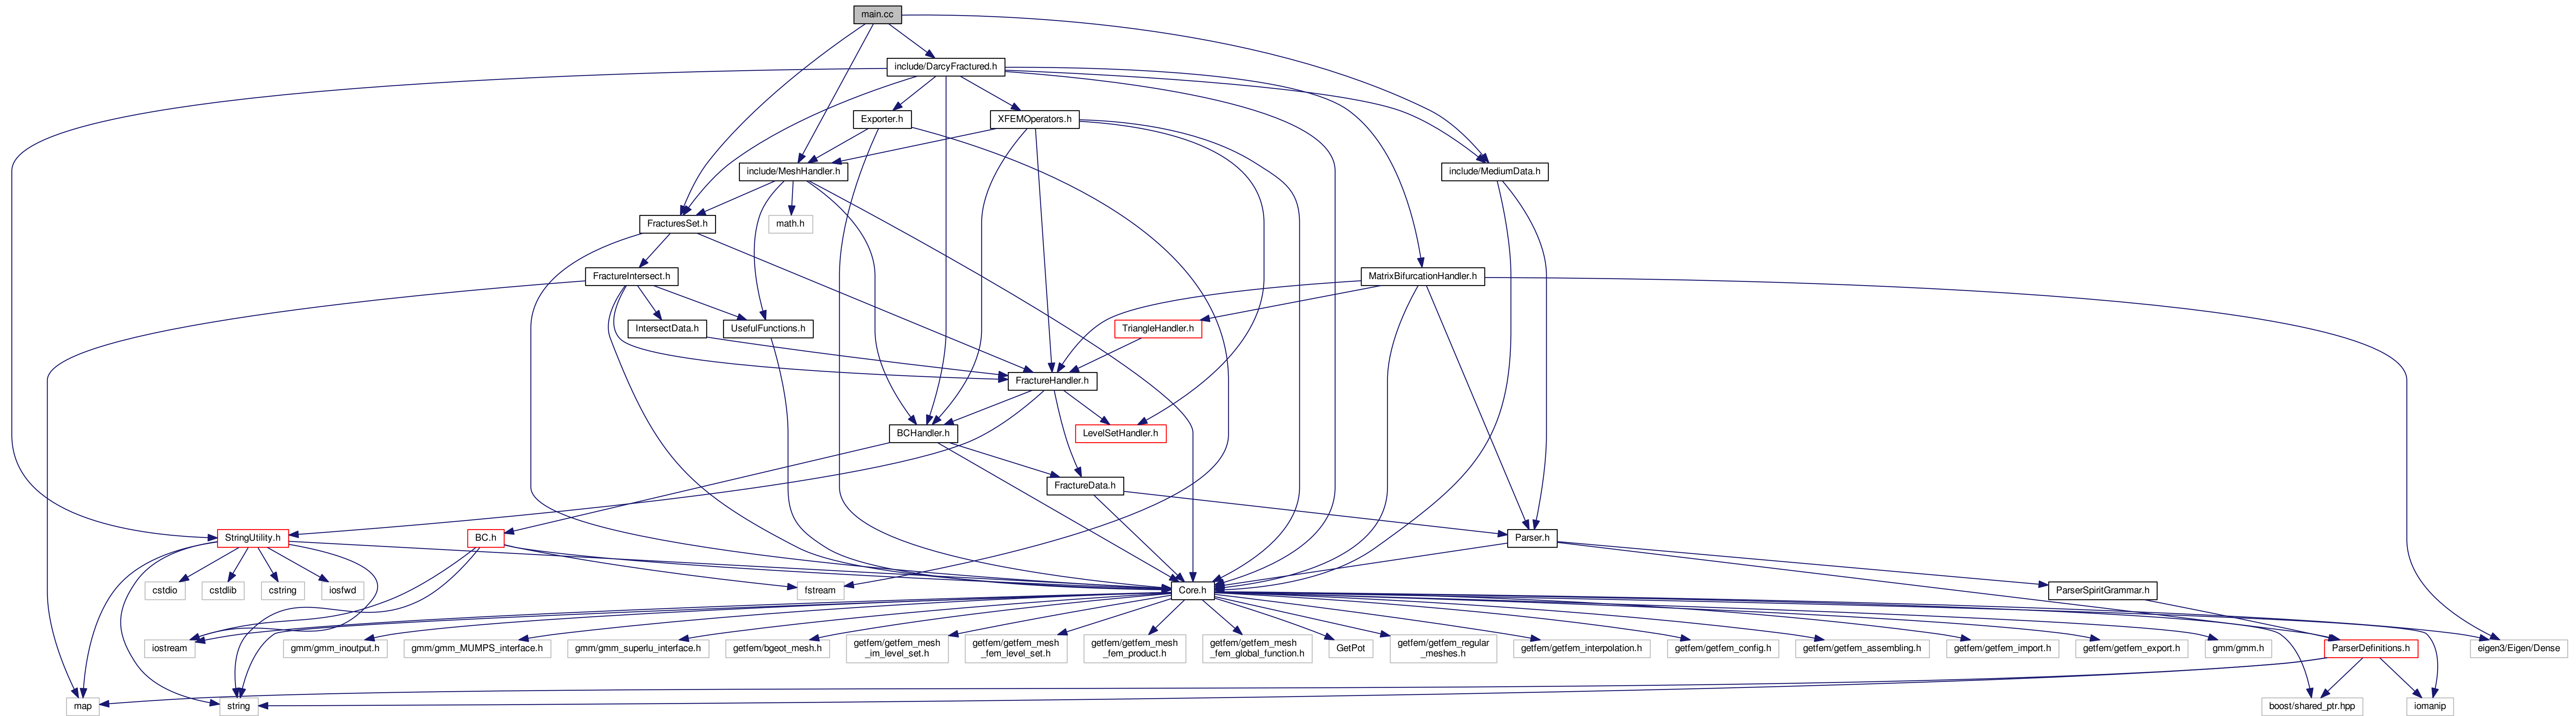 main.cc
include/DarcyFractured.h
Exporter.h
XFEMOperators.h
include/MeshHandler.h
include/MediumData.h
FracturesSet.h
math.h
FractureIntersect.h
MatrixBifurcationHandler.h
IntersectData.h
UsefulFunctions.h
TriangleHandler.h
FractureHandler.h
BCHandler.h
LevelSetHandler.h
FractureData.h
StringUtility.h
BC.h
Parser.h
cstdio
cstdlib
cstring
iosfwd
fstream
Core.h
ParserSpiritGrammar.h
iostream
gmm/gmm_inoutput.h
gmm/gmm_MUMPS_interface.h
gmm/gmm_superlu_interface.h
getfem/bgeot_mesh.h
getfem/getfem_mesh
_im_level_set.h
getfem/getfem_mesh
_fem_level_set.h
getfem/getfem_mesh
_fem_product.h
getfem/getfem_mesh
_fem_global_function.h
GetPot
getfem/getfem_regular
_meshes.h
getfem/getfem_interpolation.h
getfem/getfem_config.h
getfem/getfem_assembling.h
getfem/getfem_import.h
getfem/getfem_export.h
gmm/gmm.h
ParserDefinitions.h
eigen3/Eigen/Dense
map
string
boost/shared_ptr.hpp
iomanip